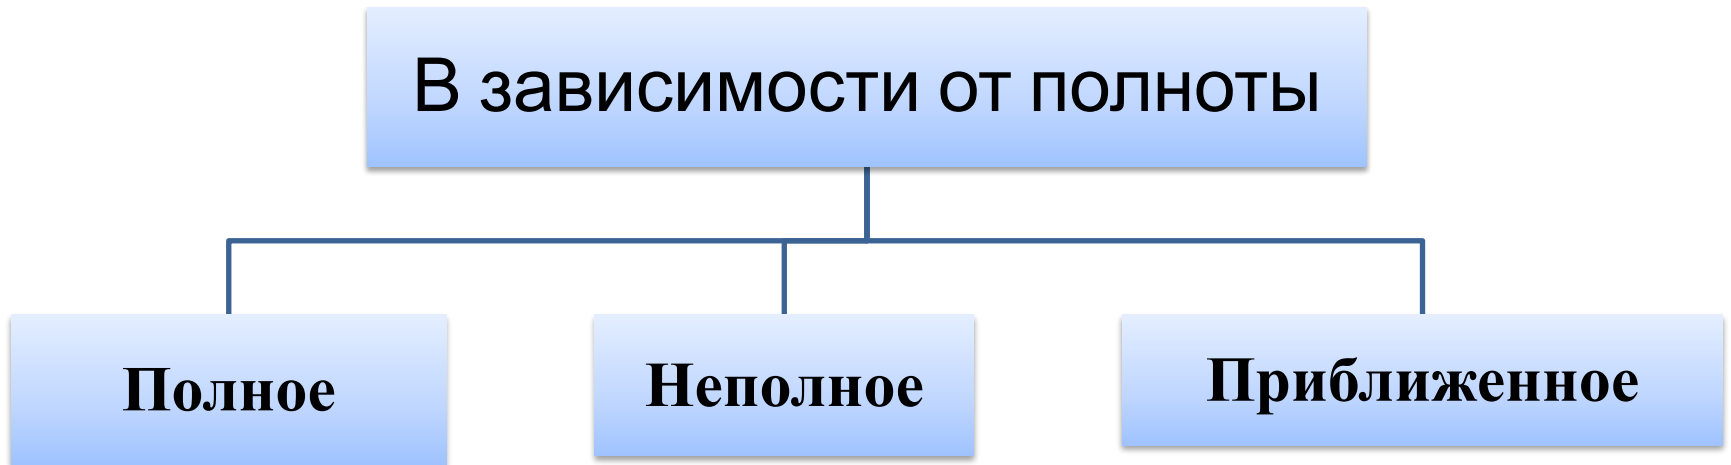 В зависимости от полноты
Полное
Неполное
Приближенное